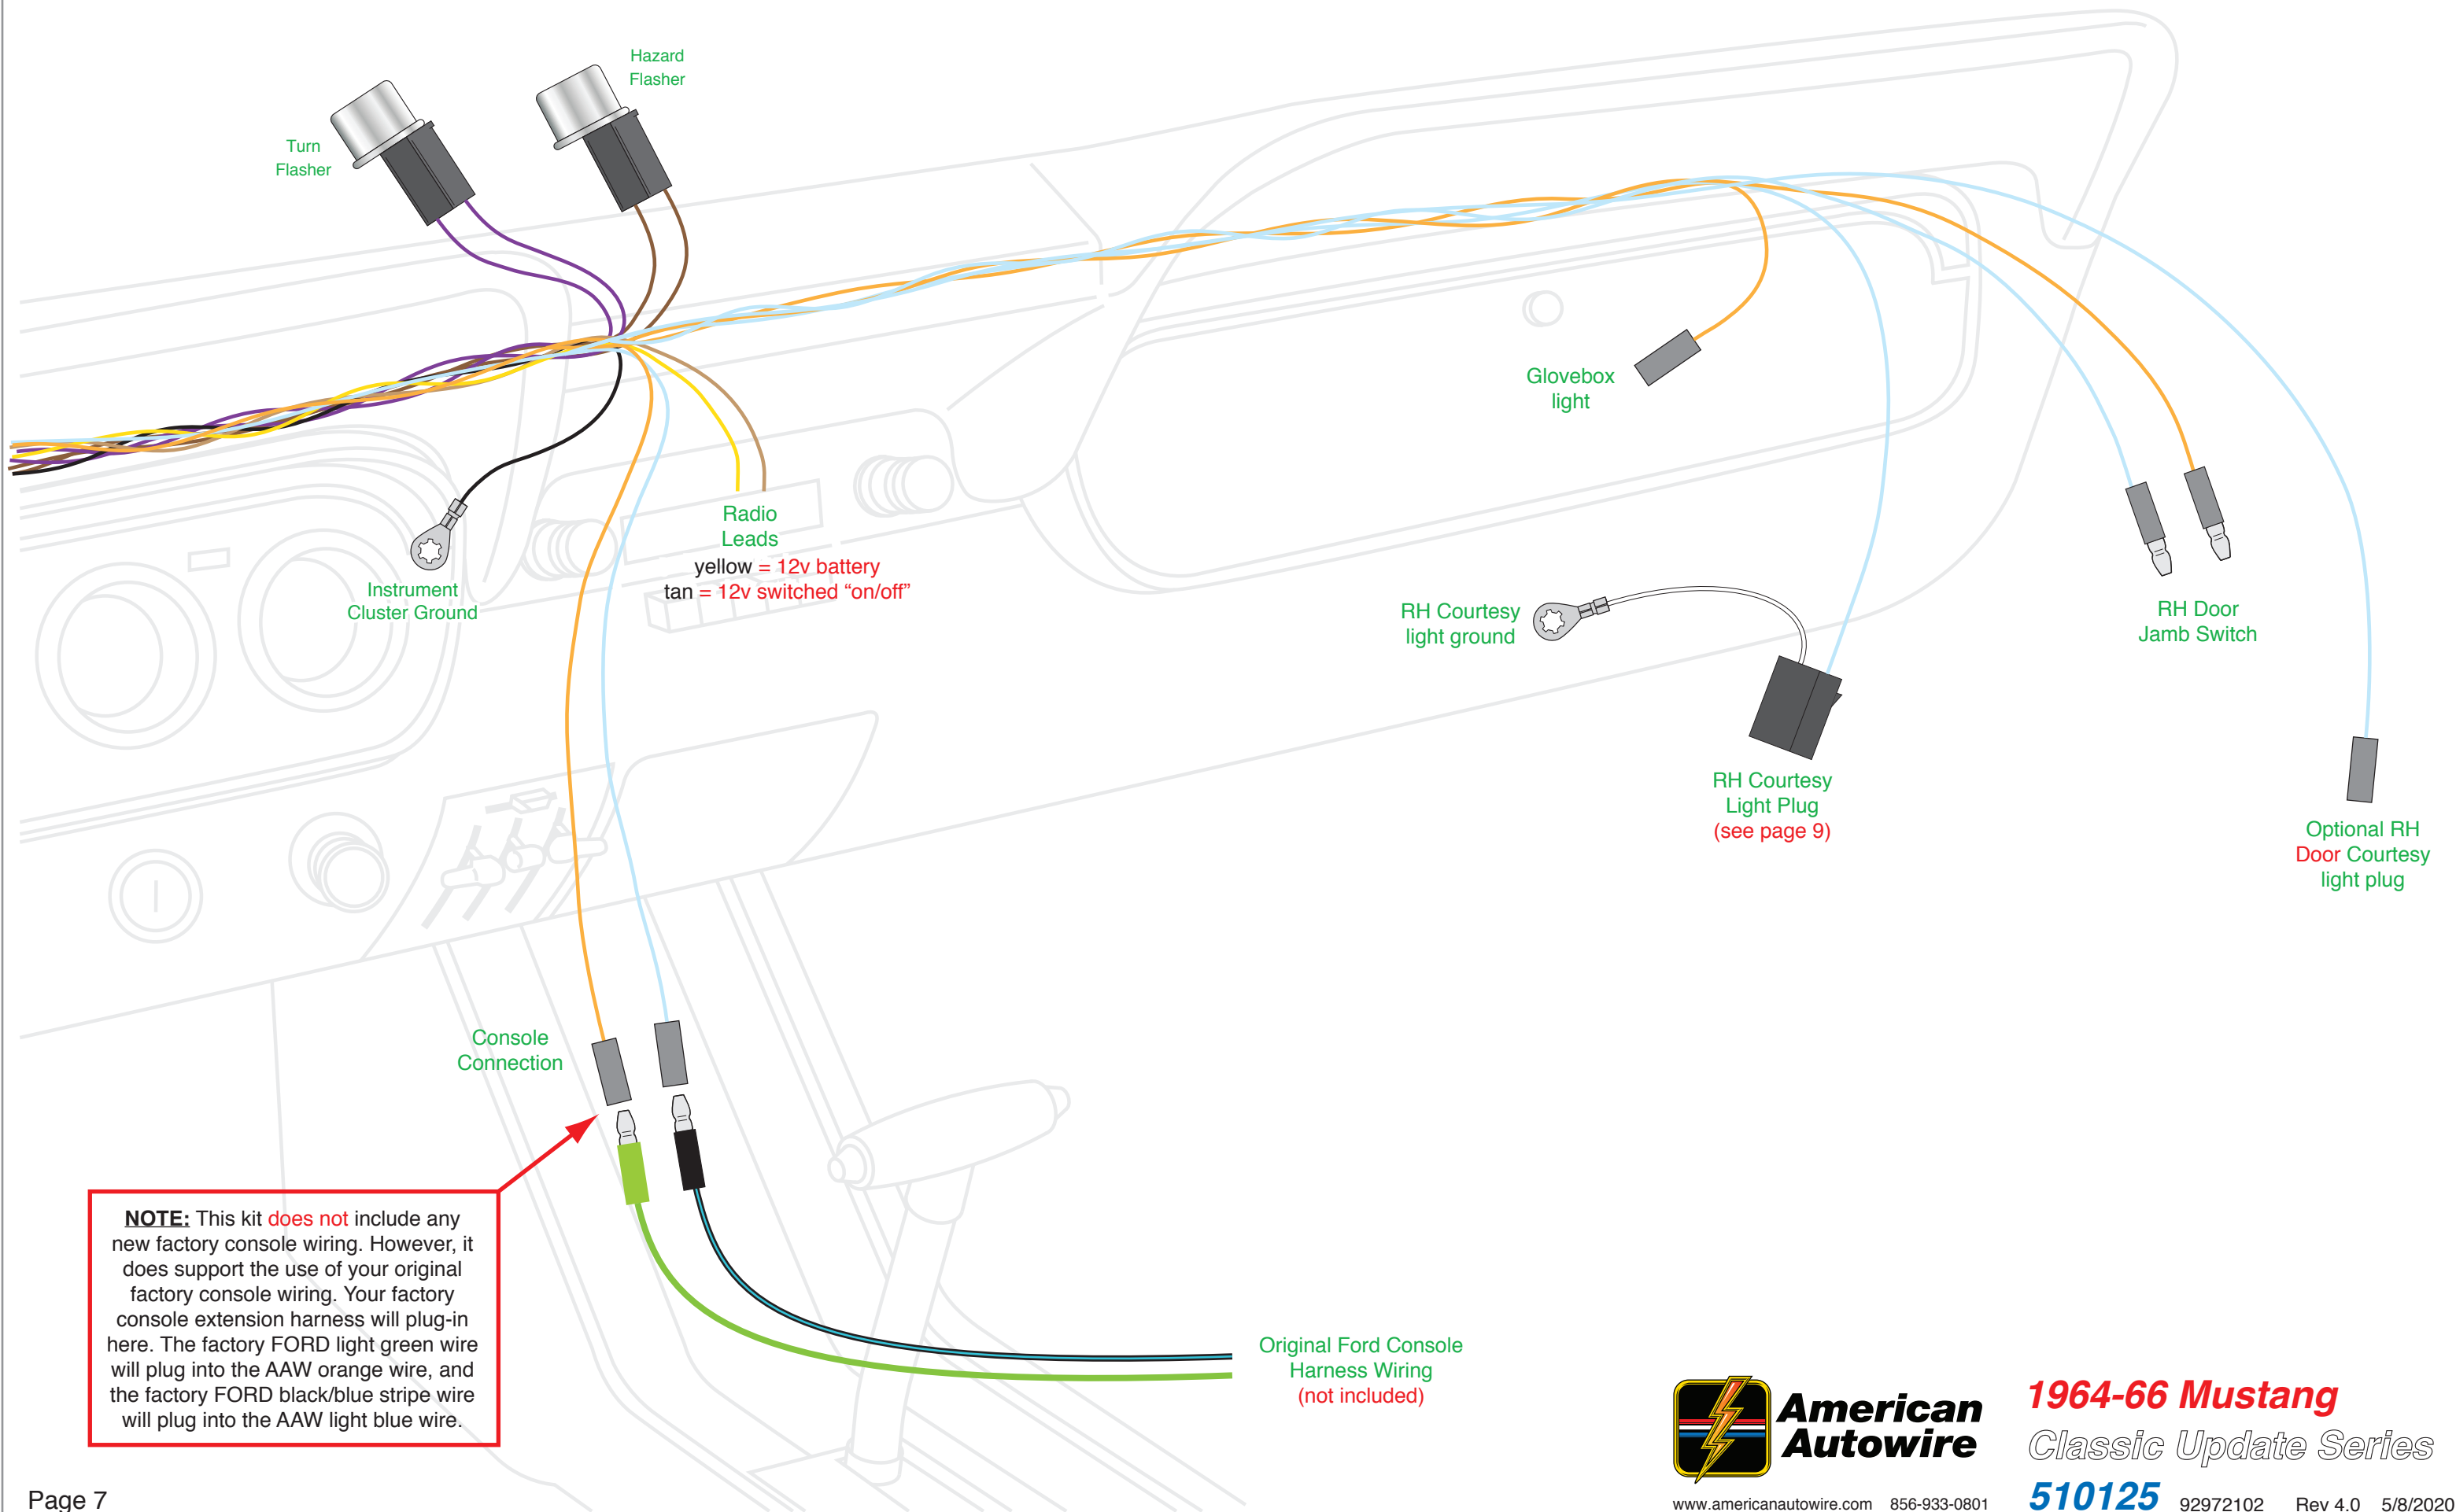 Hazard
Flasher
Turn
Flasher
Glovebox
light
Radio
Leads
yellow = 12v battery
tan = 12v switched “on/off”
Instrument
Cluster Ground
RH Courtesy
light ground
RH Door
Jamb Switch
RH Courtesy
Light Plug
(see page 9)
Optional RH
Door Courtesy
light plug
Console
Connection
NOTE: This kit does not include any
new factory console wiring. However, it
does support the use of your original
factory console wiring. Your factory
console extension harness will plug-in
here. The factory FORD light green wire
will plug into the AAW orange wire, and
the factory FORD black/blue stripe wire
will plug into the AAW light blue wire.
Original Ford Console
Harness Wiring
(not included)
American
Autowire
www.americanautowire.com 856-933-0801
1964-66 Mustang
Classic Update Series
510125 92972102 Rev 4.0 5/8/2020
Page 7